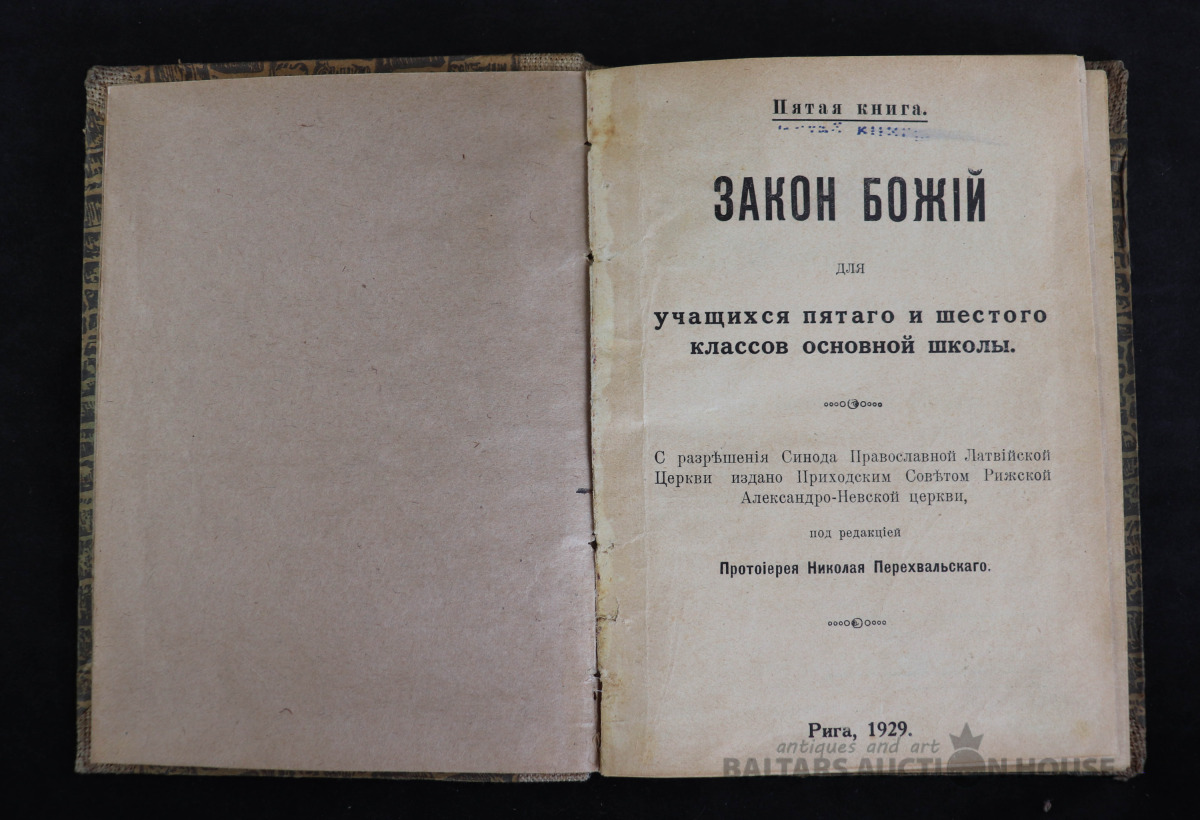 Пятая книга.
КНИГА
ЗАКОН БОЖІЙ
для
учащихся пятаго и шестого
классов основной школы.
С разрѣшенія Синода Православной Латвійской
Церкви издано Приходским Совѣтом Рижской
Александро-Невской церкви,
под редакціей
Протоіерея Николая Перехвальскаго.
Рига, 1929.
antiques and art
BALTARS AUCTION HOUSE